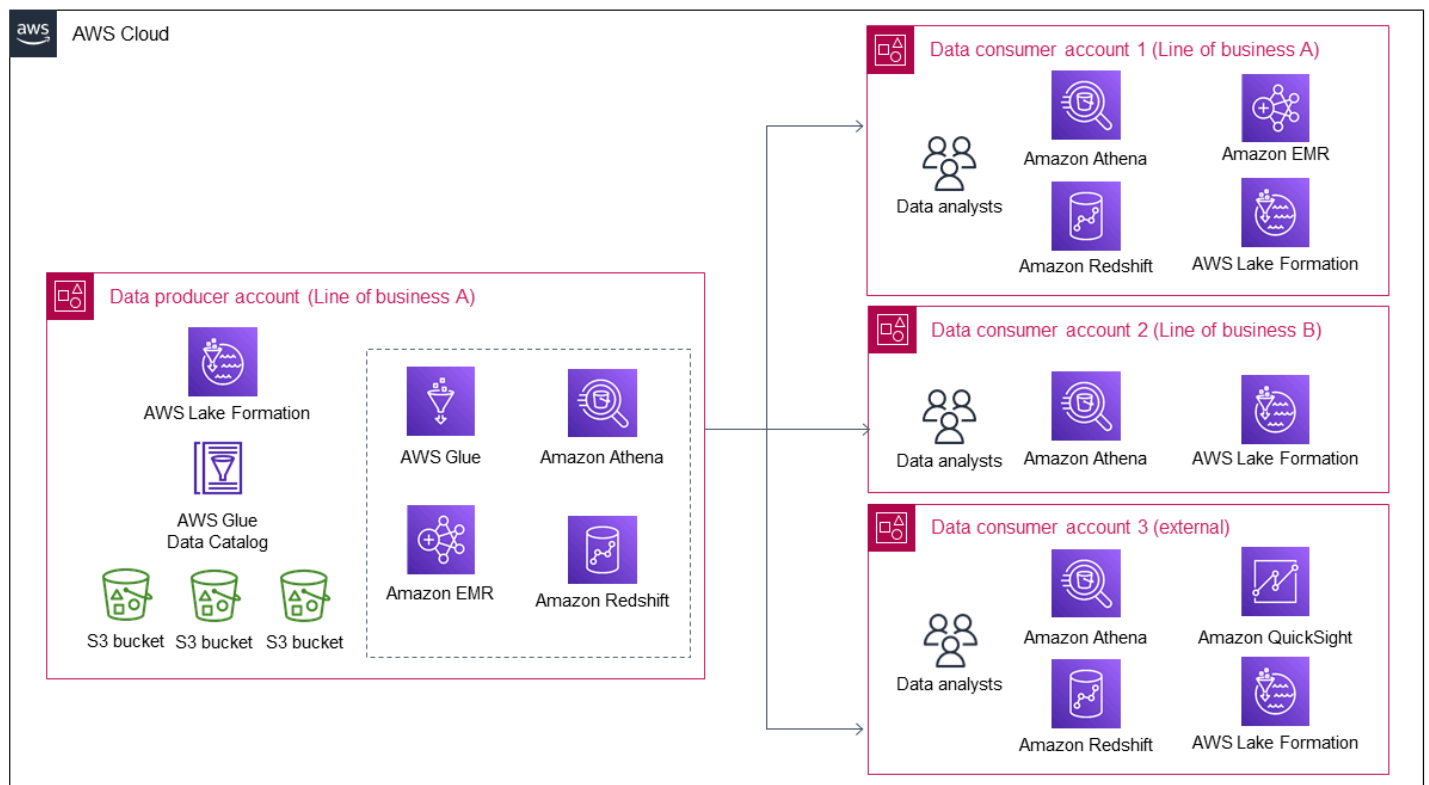 aws
AWS Cloud
Data producer account (Line of business A)
AWS Lake Formation
AWS Glue
Data Catalog
S3 bucket
S3 bucket
S3 bucket
AWS Glue
Amazon Athena
Amazon EMR
Amazon Redshift
Data consumer account 1 (Line of business A)
Data analysts
Amazon Athena
Amazon EMR
Amazon Redshift
AWS Lake Formation
Data consumer account 2 (Line of business B)
Data analysts
Amazon Athena
AWS Lake Formation
Data consumer account 3 (external)
Data analysts
Amazon Athena
Amazon QuickSight
Amazon Redshift
AWS Lake Formation